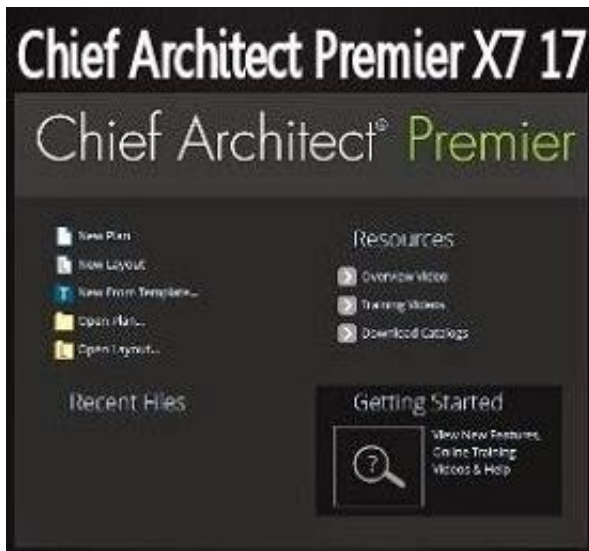 Chief Architect Premier X7 17
Chief Architect® Premier
New Plan
New Layout
New From Template...
Open Plan...
Open Layout...
Resources
Overview Video
Training Videos
Download Catalogs
Recent Files
Getting Started
View New Features,
Online Training
Videos & Help